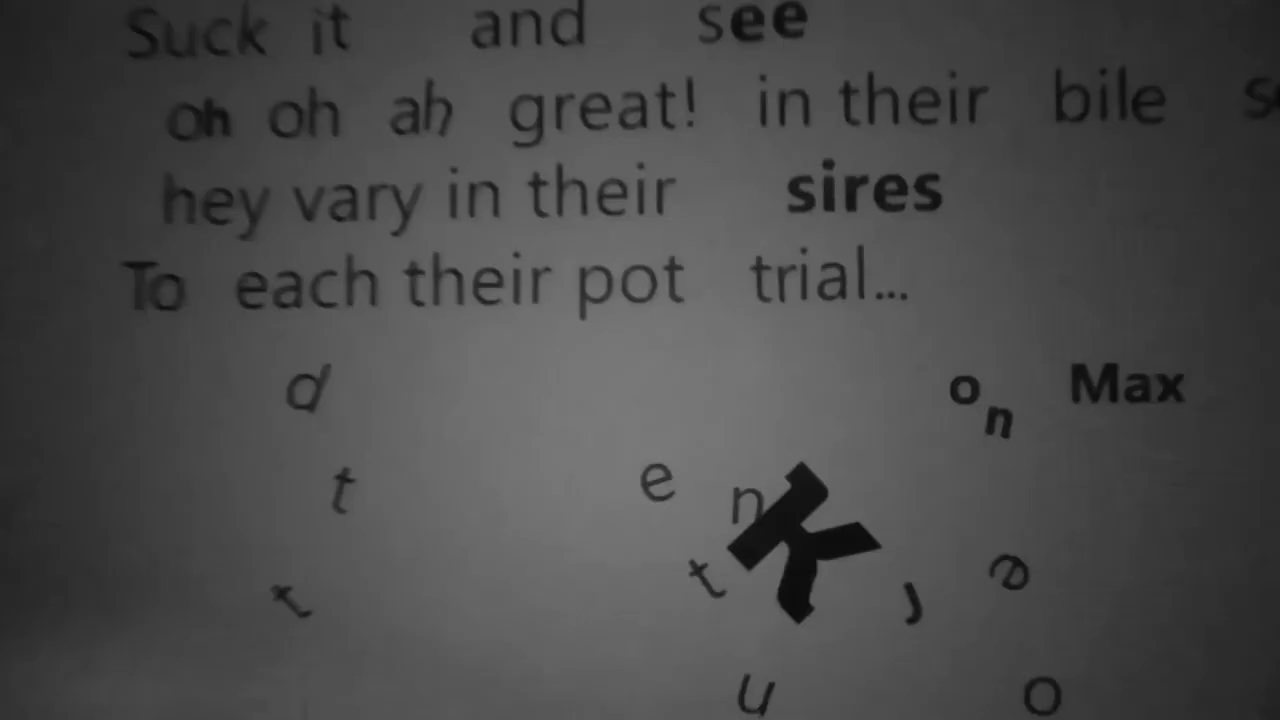 Suck it and see
oh oh ah great! in their bile
hey vary in their sires
To each their pot trial...
d
on Max
t
e
n
K
t
e
t
r
u
o